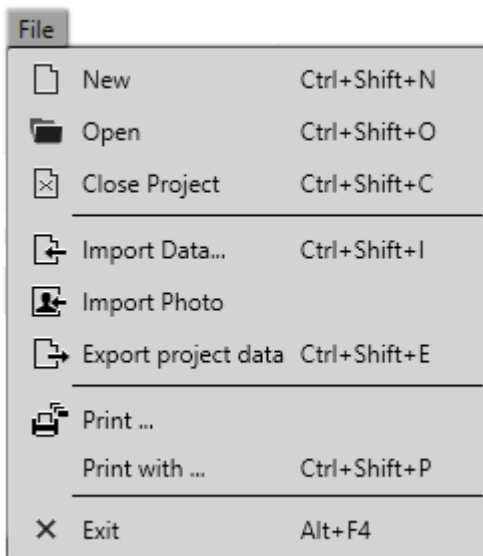 File
New Ctrl+Shift+N
Open Ctrl+Shift+O
Close Project Ctrl+Shift+C
Import Data... Ctrl+Shift+I
Import Photo
Export project data Ctrl+Shift+E
Print ...
Print with ... Ctrl+Shift+P
Exit Alt+F4